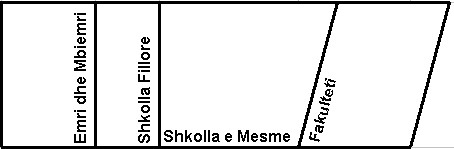 Emri dhe Mbiemri
Shkolla Fillore
Shkolla e Mesme
Fakulteti